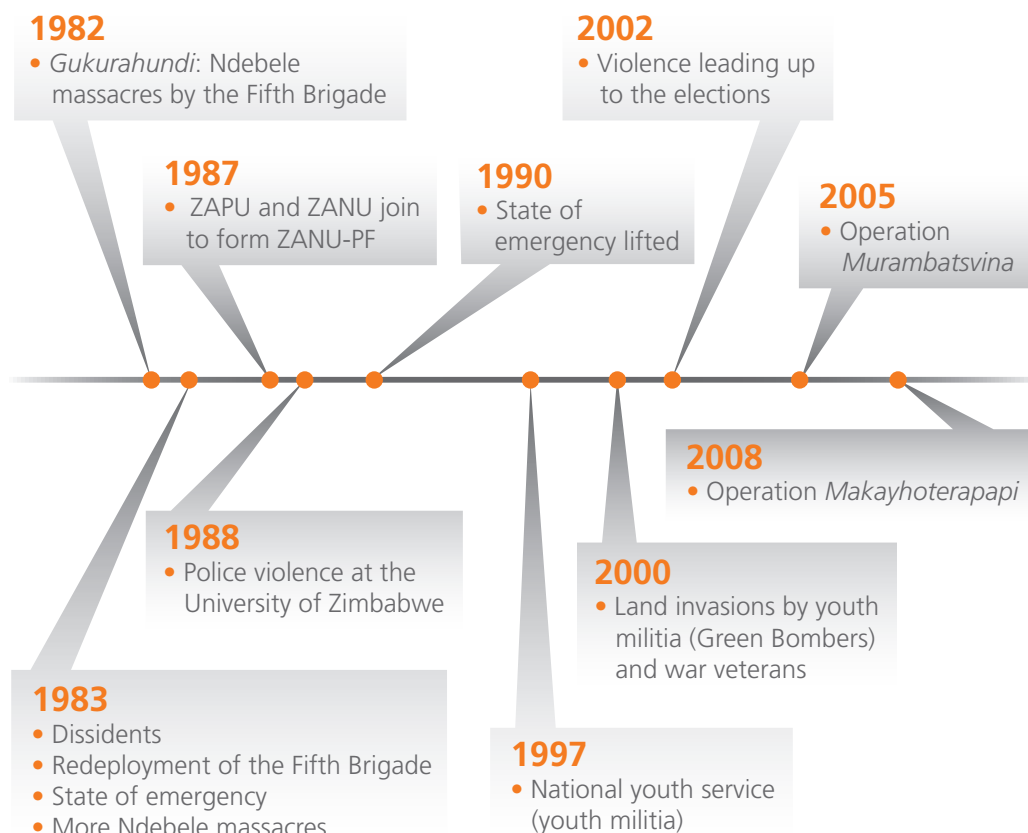 1982
• Gukurahundi: Ndebele
massacres by the Fifth Brigade
2002
• Violence leading up
to the elections
1987
• ZAPU and ZANU join
to form ZANU-PF
1990
• State of
emergency lifted
2005
• Operation
Murambatsvina
2008
• Operation Makayhoterapapi
1988
• Police violence at the
University of Zimbabwe
2000
• Land invasions by youth
militia (Green Bombers)
and war veterans
1983
• Dissidents
• Redeployment of the Fifth Brigade
• State of emergency
• More Ndebele massacres
1997
• National youth service
(youth militia)